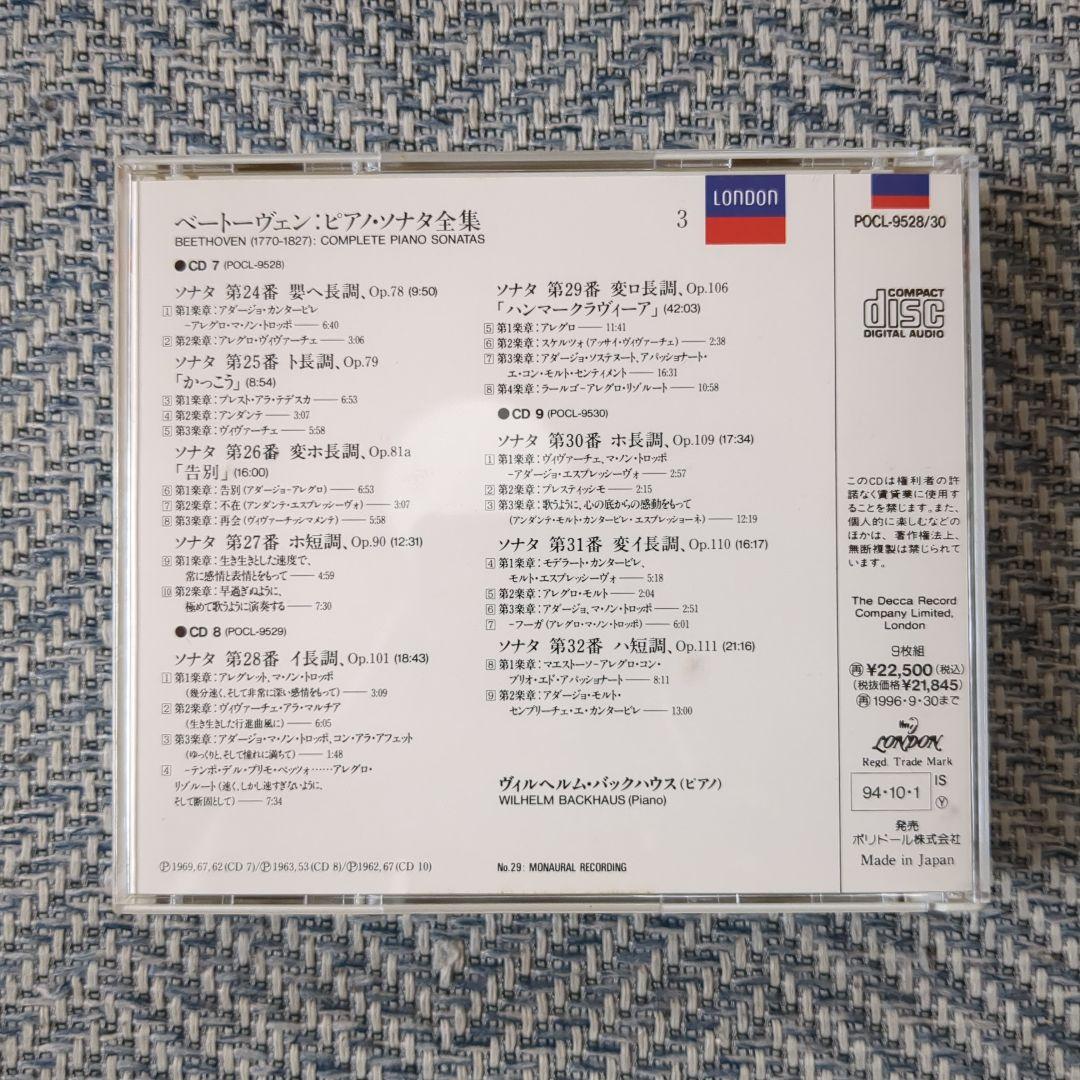 ベートーヴェン：ピアノ・ソナタ全集
3
BEETHOVEN (1770-1827): COMPLETE PIANO SONATAS
●CD 7 (POCL-9528)
ソナタ 第24番 嬰ヘ長調、Op.78 (9:50)
1 第1楽章：アダージョ・カンタービレ
－アレグロ・マ・ノン・トロッポ —— 6:40
2 第2楽章：アレグロ・ヴィヴァーチェ —— 3:06
ソナタ 第25番 ト長調、Op.79
「かっこう」(8:54)
3 第1楽章：プレスト・アラ・テデスカ —— 6:53
4 第2楽章：アンダンテ —— 3:07
5 第3楽章：ヴィヴァーチェ —— 5:58
ソナタ 第26番 変ホ長調、Op.81a
「告別」(16:00)
6 第1楽章：告別（アダージョ－アレグロ）—— 6:53
7 第2楽章：不在（アンダンテ・エスプレッシーヴォ）—— 3:07
8 第3楽章：再会（ヴィヴァーチッシマメンテ）—— 5:58
ソナタ 第27番 ホ短調、Op.90 (12:31)
9 第1楽章：生き生きとした速度で、
常に感情と表情とをもって —— 4:59
10 第2楽章：早過ぎぬように、
極めて歌うように演奏する —— 7:30
●CD 8 (POCL-9529)
ソナタ 第28番 イ長調、Op.101 (18:43)
1 第1楽章：アレグレット、マ・ノン・トロッポ
（幾分速く、そして非常に深い感情をもって）—— 3:09
2 第2楽章：ヴィヴァーチェ・アラ・マルチア
（生き生きした行進曲風に）—— 6:05
3 第3楽章：アダージョ・マ・ノン・トロッポ、コン・アラ・アフェット
（ゆっくりと、そして憧れに満ちて）—— 1:48
4 －テンポ・デル・プリモ・ペッツォ……アレグロ・
リゾルート（速く、しかし速すぎないように、
そして断固として）—— 7:34
ソナタ 第29番 変ロ長調、Op.106
「ハンマークラヴィーア」(42:03)
5 第1楽章：アレグロ —— 11:41
6 第2楽章：スケルツォ（アッサイ・ヴィヴァーチェ）—— 2:38
7 第3楽章：アダージョ・ソステヌート、アパッショナート・
エ・コン・モルト・センティメント —— 16:31
8 第4楽章：ラールゴ－アレグロ・リゾルート —— 10:58
●CD 9 (POCL-9530)
ソナタ 第30番 ホ長調、Op.109 (17:34)
1 第1楽章：ヴィヴァーチェ、マ・ノン・トロッポ
－アダージョ・エスプレッシーヴォ —— 2:57
2 第2楽章：プレスティッシモ —— 2:15
3 第3楽章：歌うように、心の底からの感動をもって
（アンダンテ・モルト・カンタービレ・エスプレッショーネ）—— 12:19
ソナタ 第31番 変イ長調、Op.110 (16:17)
4 第1楽章：モデラート・カンタービレ、
モルト・エスプレッシーヴォ —— 5:18
5 第2楽章：アレグロ・モルト —— 2:04
6 第3楽章：アダージョ、マ・ノン・トロッポ —— 2:51
7 －フーガ（アレグロ・マ・ノン・トロッポ）—— 6:01
ソナタ 第32番 ハ短調、Op.111 (21:16)
8 第1楽章：マエストーソ－アレグロ・コン・
ブリオ・エド・アパッショナート —— 8:11
9 第2楽章：アダージョ・モルト・
センプリーチェ・エ・カンタービレ —— 13:00
ヴィルヘルム・バックハウス（ピアノ）
WILHELM BACKHAUS (Piano)
Ⓟ1969,67,62 (CD 7)/Ⓟ1963,53 (CD 8)/Ⓟ1962,67 (CD 10)
No.29: MONAURAL RECORDING
LONDON
POCL-9528/30
COMPACT
disc
DIGITAL AUDIO
このCDは権利者の許
諾なく賃貸業に使用す
ることを禁じます。また、
個人的に楽しむなどの
ほかは、著作権法上、
無断複製は禁じられて
います。
The Decca Record
Company Limited,
London
9枚組
再 ¥22,500（税込）
（税抜価格¥21,845）
再 1996・9・30まで
LONDON
Regd. Trade Mark
94・10・1
IS
Ⓨ
発売
ポリドール株式会社
Made in Japan